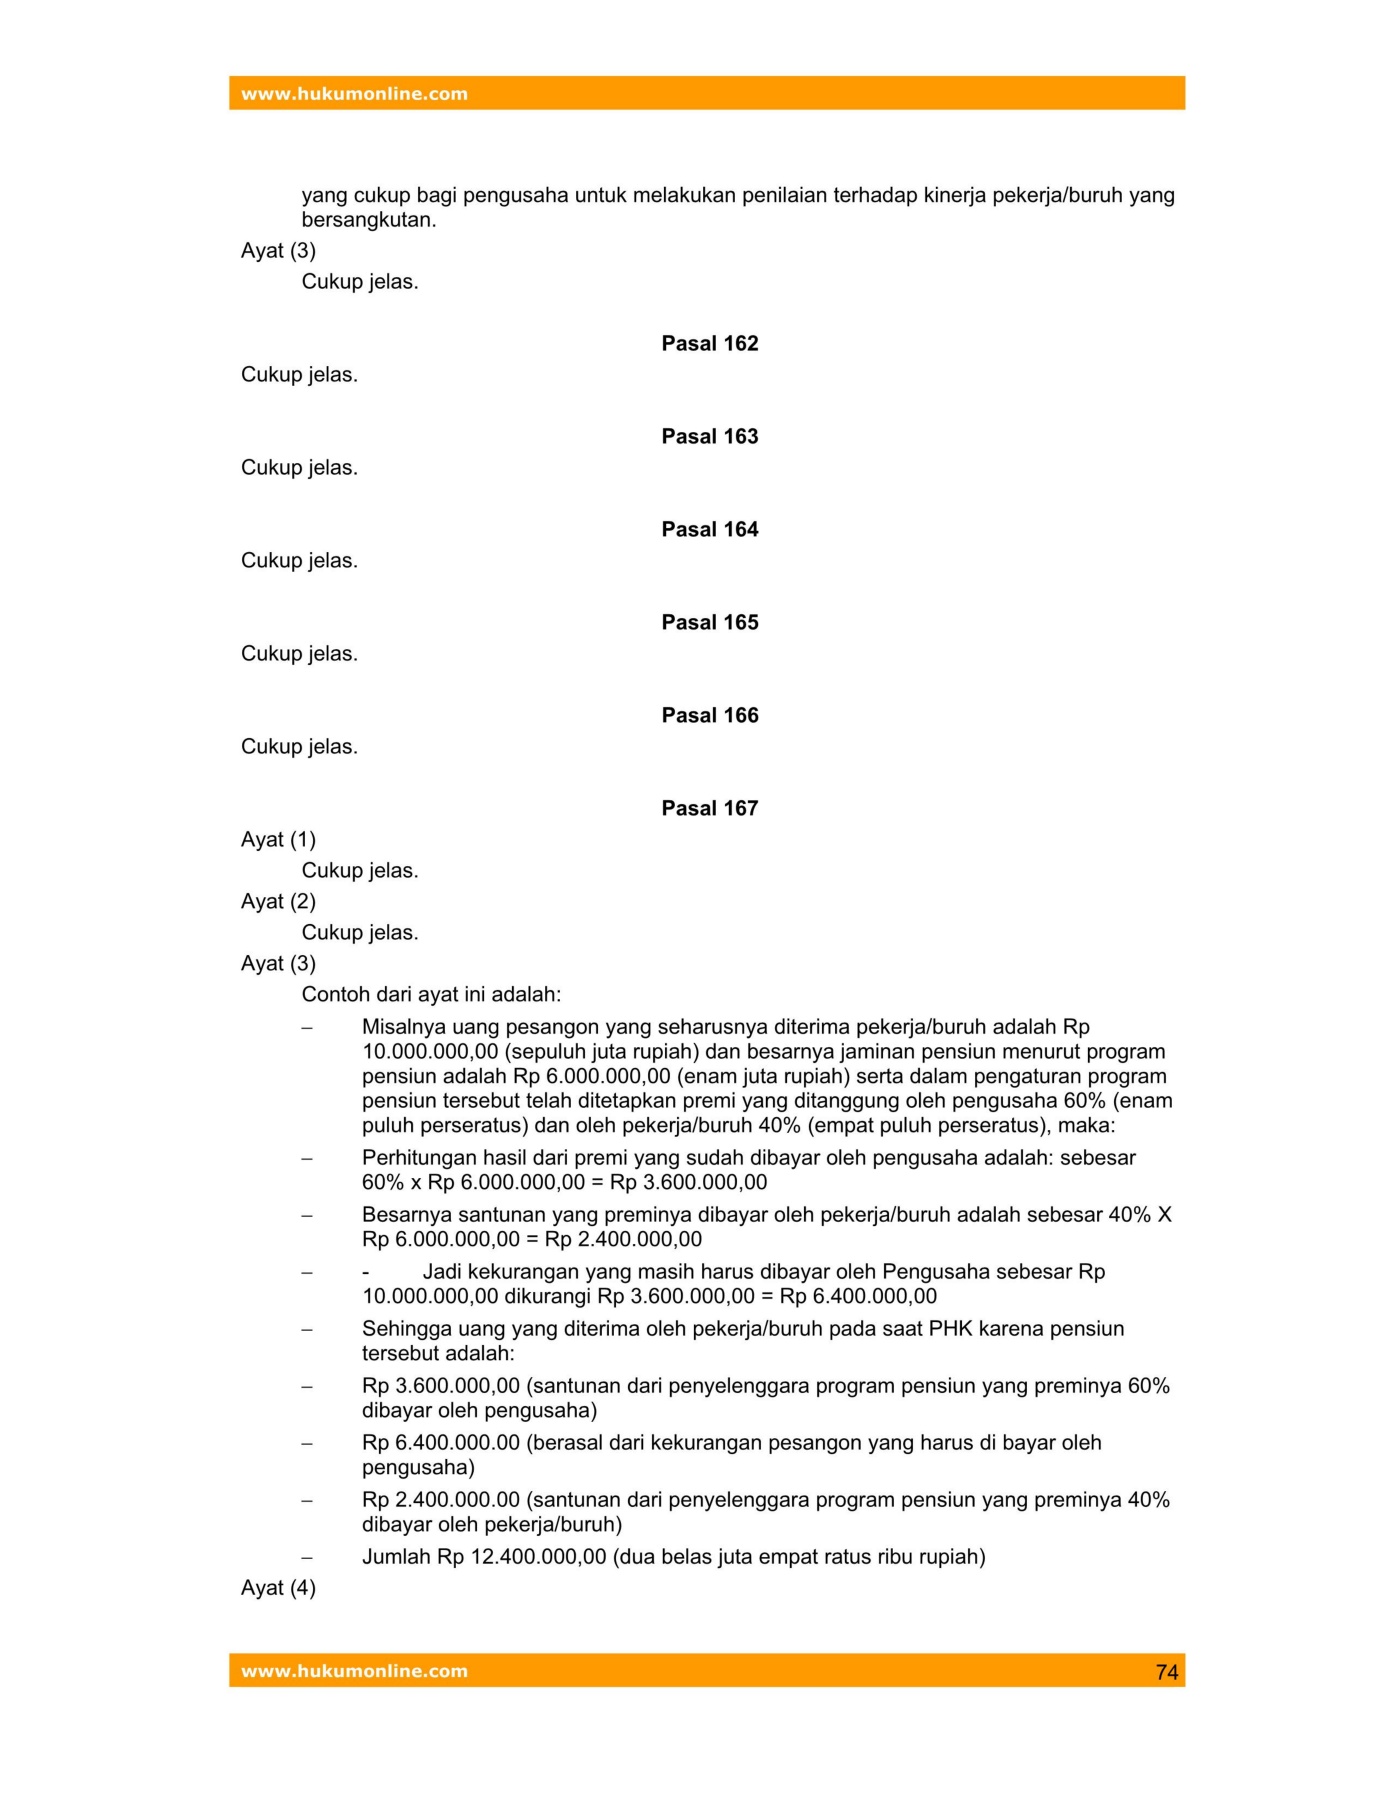 www.hukumonline.com
yang cukup bagi pengusaha untuk melakukan penilaian terhadap kinerja pekerja/buruh yang
bersangkutan.
Ayat (3)
Cukup jelas.
Pasal 162
Cukup jelas.
Pasal 163
Cukup jelas.
Pasal 164
Cukup jelas.
Pasal 165
Cukup jelas.
Pasal 166
Cukup jelas.
Pasal 167
Ayat (1)
Cukup jelas.
Ayat (2)
Cukup jelas.
Ayat (3)
Contoh dari ayat ini adalah:
– Misalnya uang pesangon yang seharusnya diterima pekerja/buruh adalah Rp
10.000.000,00 (sepuluh juta rupiah) dan besarnya jaminan pensiun menurut program
pensiun adalah Rp 6.000.000,00 (enam juta rupiah) serta dalam pengaturan program
pensiun tersebut telah ditetapkan premi yang ditanggung oleh pengusaha 60% (enam
puluh perseratus) dan oleh pekerja/buruh 40% (empat puluh perseratus), maka:
– Perhitungan hasil dari premi yang sudah dibayar oleh pengusaha adalah: sebesar
60% x Rp 6.000.000,00 = Rp 3.600.000,00
– Besarnya santunan yang preminya dibayar oleh pekerja/buruh adalah sebesar 40% X
Rp 6.000.000,00 = Rp 2.400.000,00
– - Jadi kekurangan yang masih harus dibayar oleh Pengusaha sebesar Rp
10.000.000,00 dikurangi Rp 3.600.000,00 = Rp 6.400.000,00
– Sehingga uang yang diterima oleh pekerja/buruh pada saat PHK karena pensiun
tersebut adalah:
– Rp 3.600.000,00 (santunan dari penyelenggara program pensiun yang preminya 60%
dibayar oleh pengusaha)
– Rp 6.400.000.00 (berasal dari kekurangan pesangon yang harus di bayar oleh
pengusaha)
– Rp 2.400.000.00 (santunan dari penyelenggara program pensiun yang preminya 40%
dibayar oleh pekerja/buruh)
– Jumlah Rp 12.400.000,00 (dua belas juta empat ratus ribu rupiah)
Ayat (4)
www.hukumonline.com 74